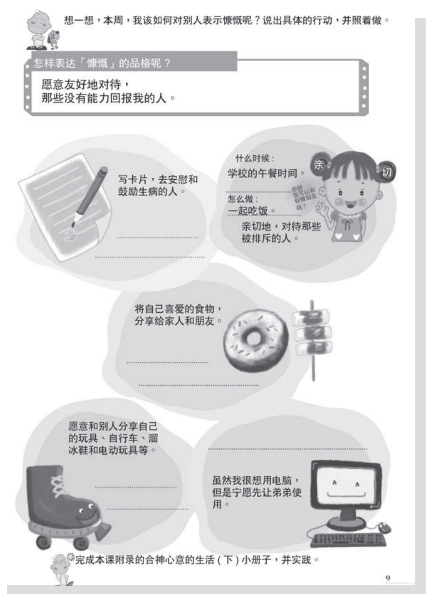 想一想，本周，我该如何对别人表示慷慨呢？说出具体的行动，并照着做。
怎样表达「慷慨」的品格呢？
愿意友好地对待，
那些没有能力回报我的人。
写卡片，去安慰和
鼓励生病的人。
什么时候：
学校的午餐时间。
怎么做：
一起吃饭。
亲切地，对待那些
被排斥的人。
亲
切
将自己喜爱的食物，
分享给家人和朋友。
愿意和别人分享自己
的玩具、自行车、溜
冰鞋和电动玩具等。
虽然我很想用电脑，
但是宁愿先让弟弟使
用。
完成本课附录的合神心意的生活（下）小册子，并实践。
9